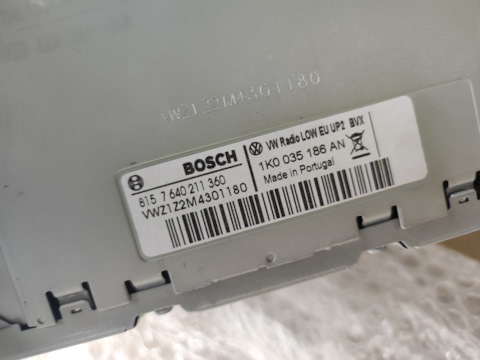 VWZ1Z2M4301180
BOSCH
815 7 640 211 360
VWZ1Z2M4301180
VW Radio LOW EU UP2 BVX
1K0 035 186 AN
Made in Portugal